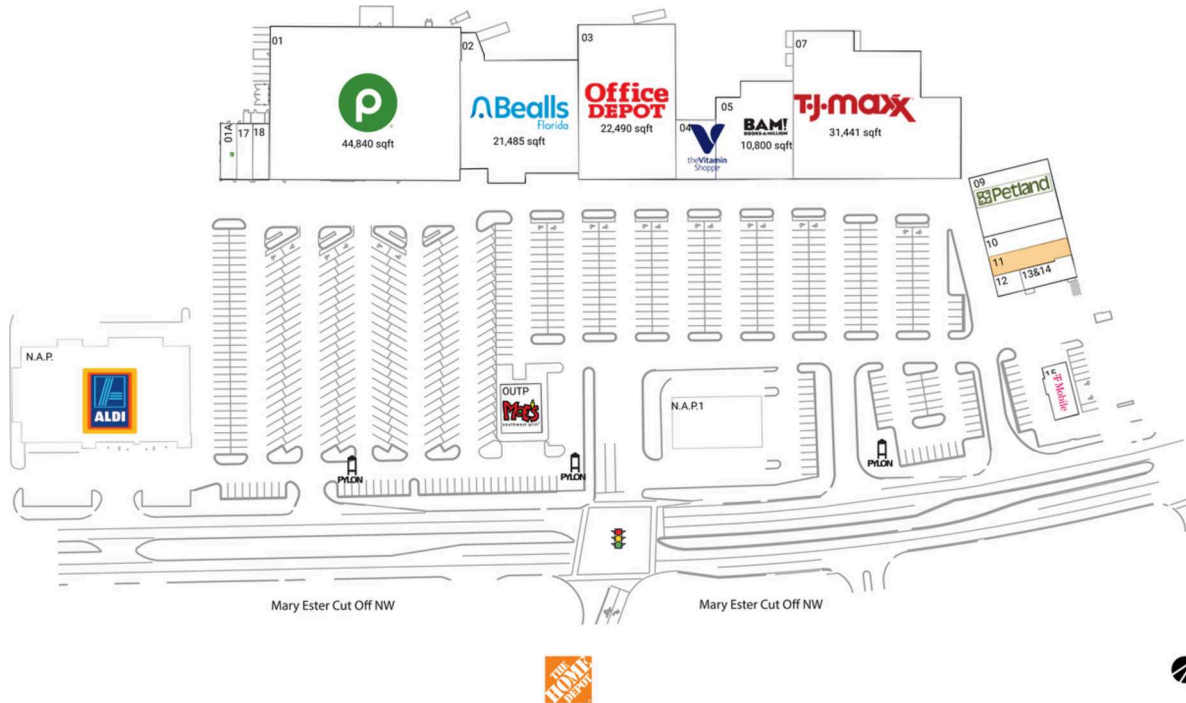 01
P
44,840 sqft
01A
17
18
02
Bealls
Florida
21,485 sqft
03
Office
DEPOT
22,490 sqft
04
V
theVitamin
Shoppe
05
BAM!
BOOKS-A-MILLION
10,800 sqft
07
T·J·maxx
31,441 sqft
09
Petland
10
11
12
13&14
N.A.P.
ALDI
OUTP
MOE'S
southwest grill
N.A.P.1
15
T Mobile
PYLON
PYLON
PYLON
Mary Ester Cut Off NW
Mary Ester Cut Off NW
THE
HOME
DEPOT